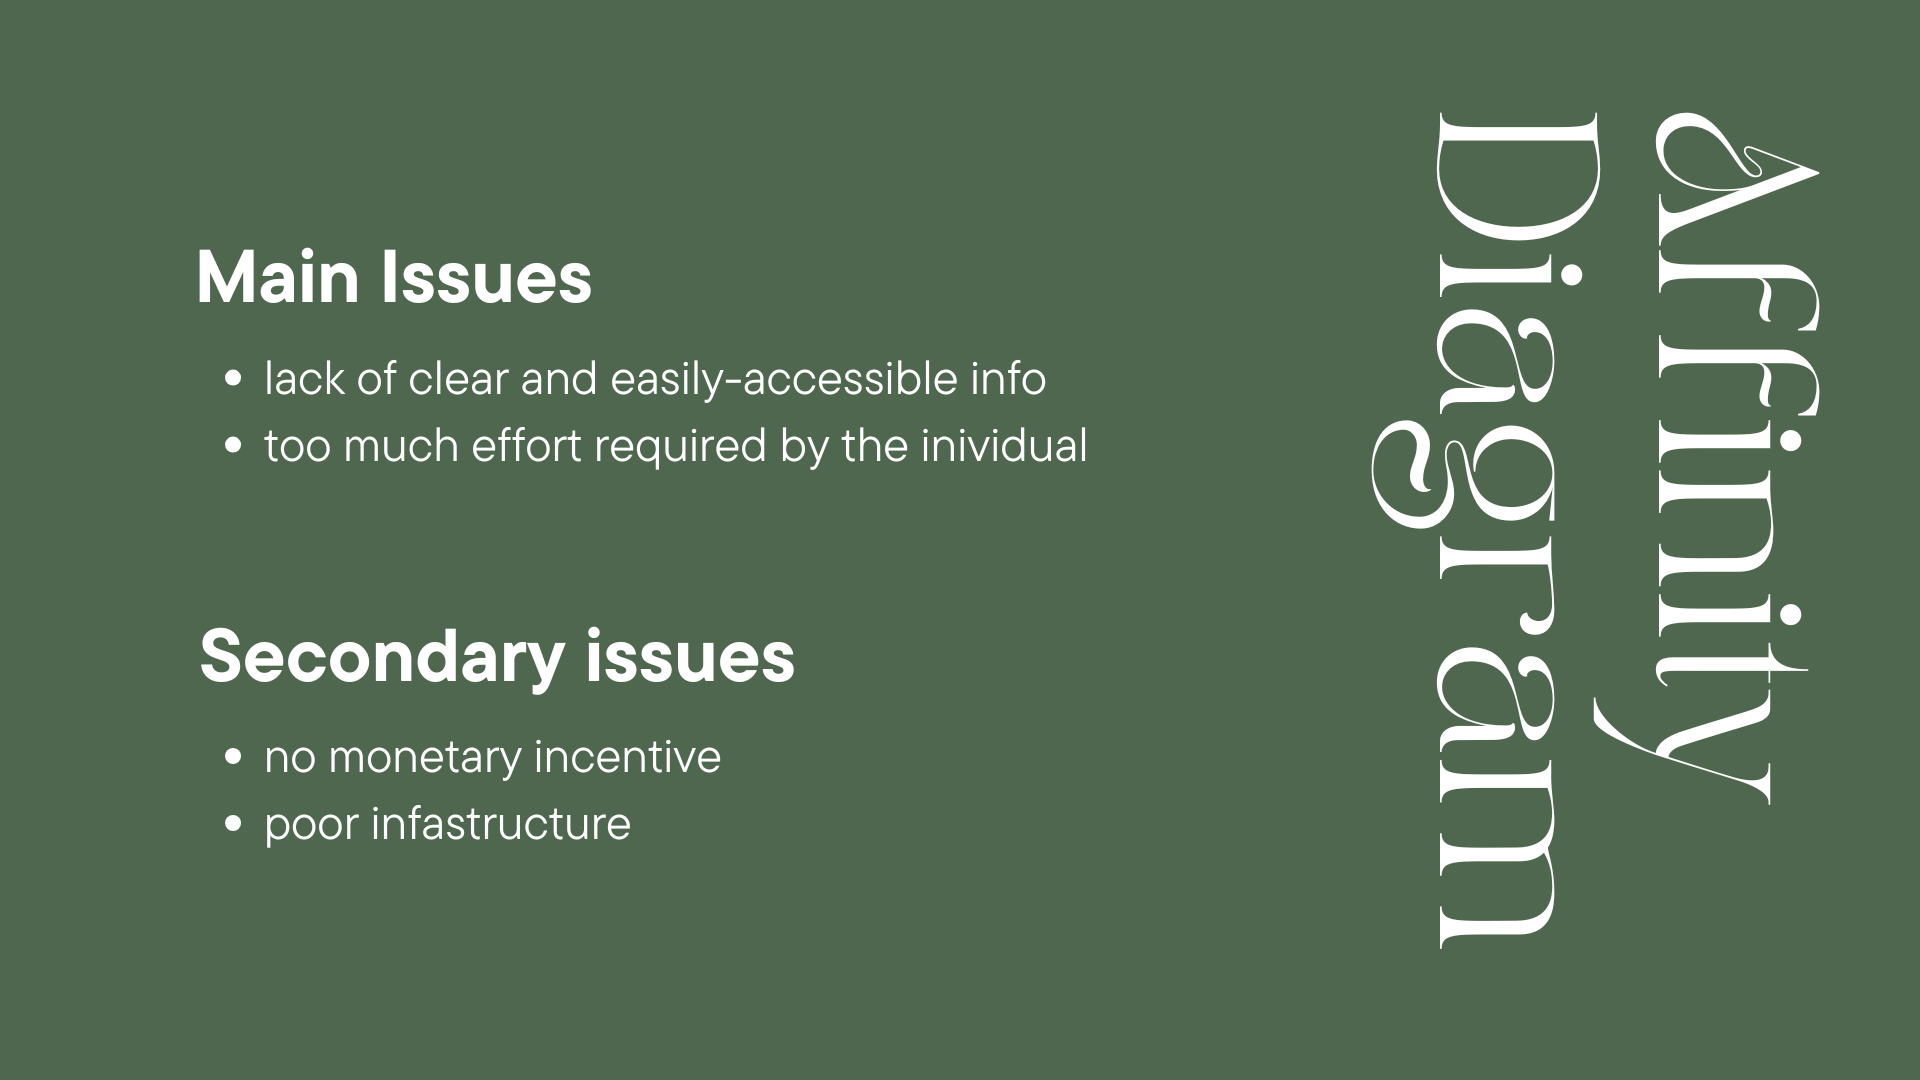 Affinity
Diagram
Main Issues
lack of clear and easily-accessible info
too much effort required by the inividual
Secondary issues
no monetary incentive
poor infastructure